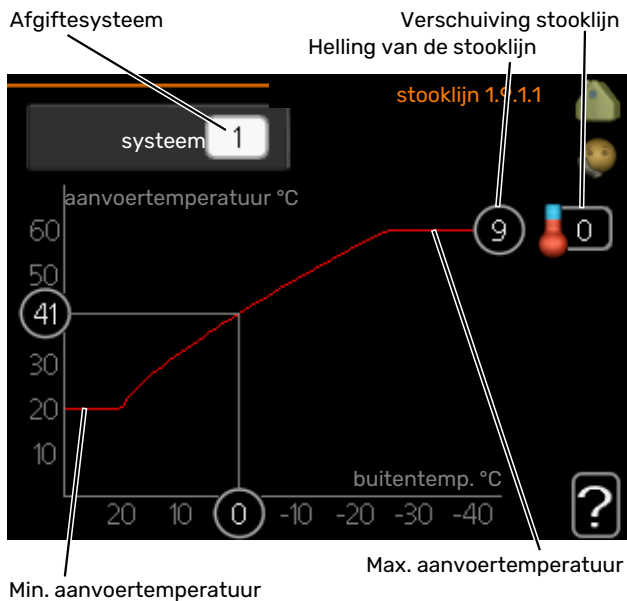 Afgiftesysteem
Verschuiving stooklijn
Helling van de stooklijn
stooklijn 1.9.1.1
systeem 1
aanvoertemperatuur °C
60
9
0
50
41
30
20
10
buitentemp. °C
20 10 0 -10 -20 -30 -40
?
Max. aanvoertemperatuur
Min. aanvoertemperatuur